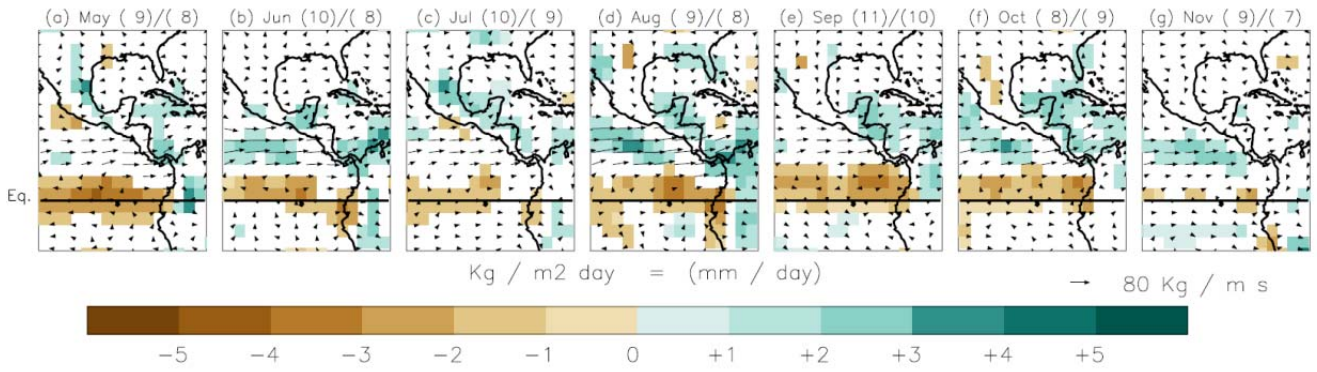 (a) May ( 9)/( 8) (b) Jun (10)/( 8) (c) Jul (10)/( 9) (d) Aug ( 9)/( 8) (e) Sep (11)/(10) (f) Oct ( 8)/( 9) (g) Nov ( 9)/( 7)
Eq.
Kg / m2 day = (mm / day)
80 Kg / m s
-5 -4 -3 -2 -1 0 +1 +2 +3 +4 +5